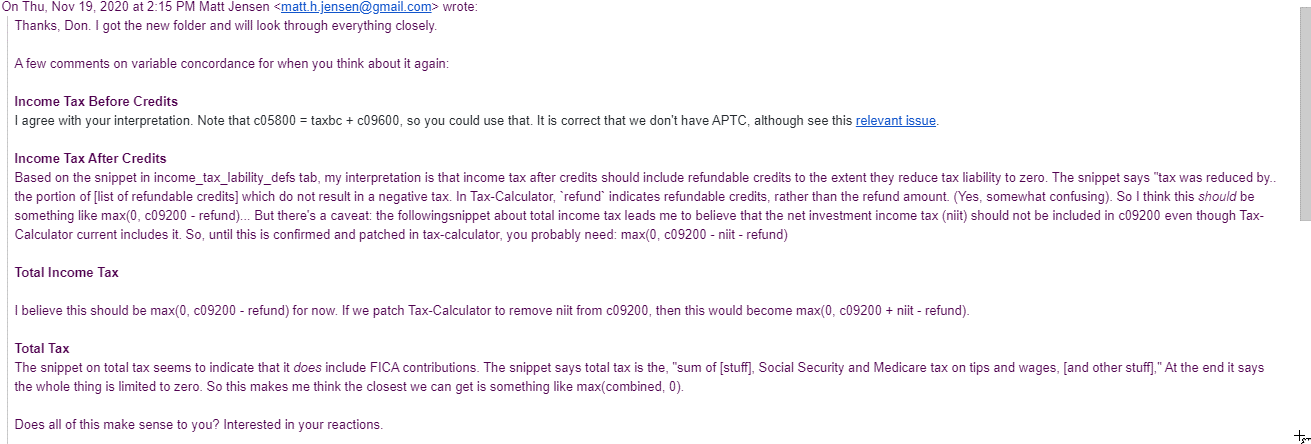 On Thu, Nov 19, 2020 at 2:15 PM Matt Jensen <matt.h.jensen@gmail.com> wrote:
Thanks, Don. I got the new folder and will look through everything closely.
A few comments on variable concordance for when you think about it again:
Income Tax Before Credits
I agree with your interpretation. Note that c05800 = taxbc + c09600, so you could use that. It is correct that we don't have APTC, although see this relevant issue.
Income Tax After Credits
Based on the snippet in income_tax_lability_defs tab, my interpretation is that income tax after credits should include refundable credits to the extent they reduce tax liability to zero. The snippet says "tax was reduced by..
the portion of [list of refundable credits] which do not result in a negative tax. In Tax-Calculator, `refund` indicates refundable credits, rather than the refund amount. (Yes, somewhat confusing). So I think this should be
something like max(0, c09200 - refund)... But there's a caveat: the followingsnippet about total income tax leads me to believe that the net investment income tax (niit) should not be included in c09200 even though Tax-
Calculator current includes it. So, until this is confirmed and patched in tax-calculator, you probably need: max(0, c09200 - niit - refund)
Total Income Tax
I believe this should be max(0, c09200 - refund) for now. If we patch Tax-Calculator to remove niit from c09200, then this would become max(0, c09200 + niit - refund).
Total Tax
The snippet on total tax seems to indicate that it does include FICA contributions. The snippet says total tax is the, "sum of [stuff], Social Security and Medicare tax on tips and wages, [and other stuff]," At the end it says
the whole thing is limited to zero. So this makes me think the closest we can get is something like max(combined, 0).
Does all of this make sense to you? Interested in your reactions.